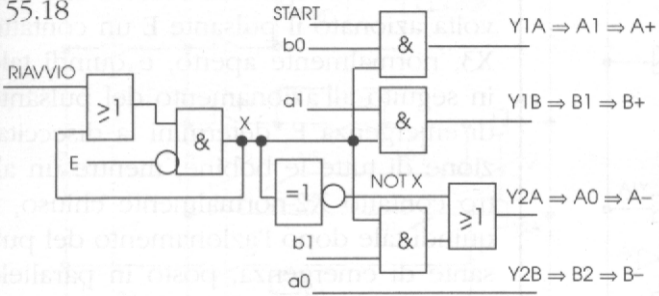 55.18
START
b0
&
Y1A ⇒ A1 ⇒ A+
RIAVVIO
≥1
a1
&
Y1B ⇒ B1 ⇒ B+
E
&
X
=1
NOT X
≥1
Y2A ⇒ A0 ⇒ A−
b1
&
a0
Y2B ⇒ B2 ⇒ B−